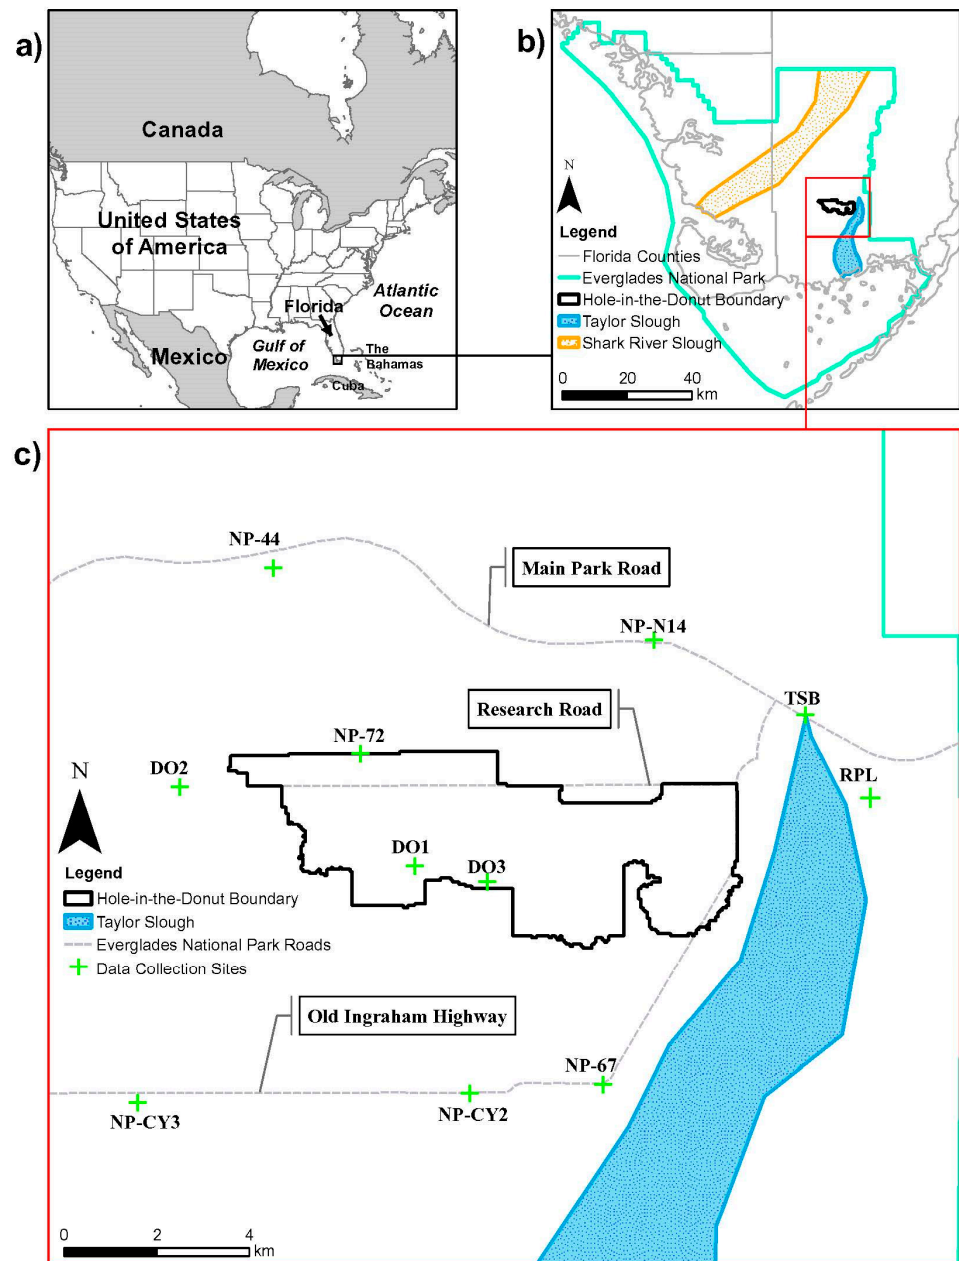 a)
Canada
United States
of America
Florida
Atlantic
Ocean
Gulf of
Mexico
Mexico
The
Bahamas
Cuba
b)
N
Legend
Florida Counties
Everglades National Park
Hole-in-the-Donut Boundary
Taylor Slough
Shark River Slough
0 20 40
km
c)
NP-44
Main Park Road
NP-N14
TSB
Research Road
NP-72
DO2
RPL
N
DO1
DO3
Legend
Hole-in-the-Donut Boundary
Taylor Slough
Everglades National Park Roads
Data Collection Sites
Old Ingraham Highway
NP-67
NP-CY3
NP-CY2
0 2 4
km